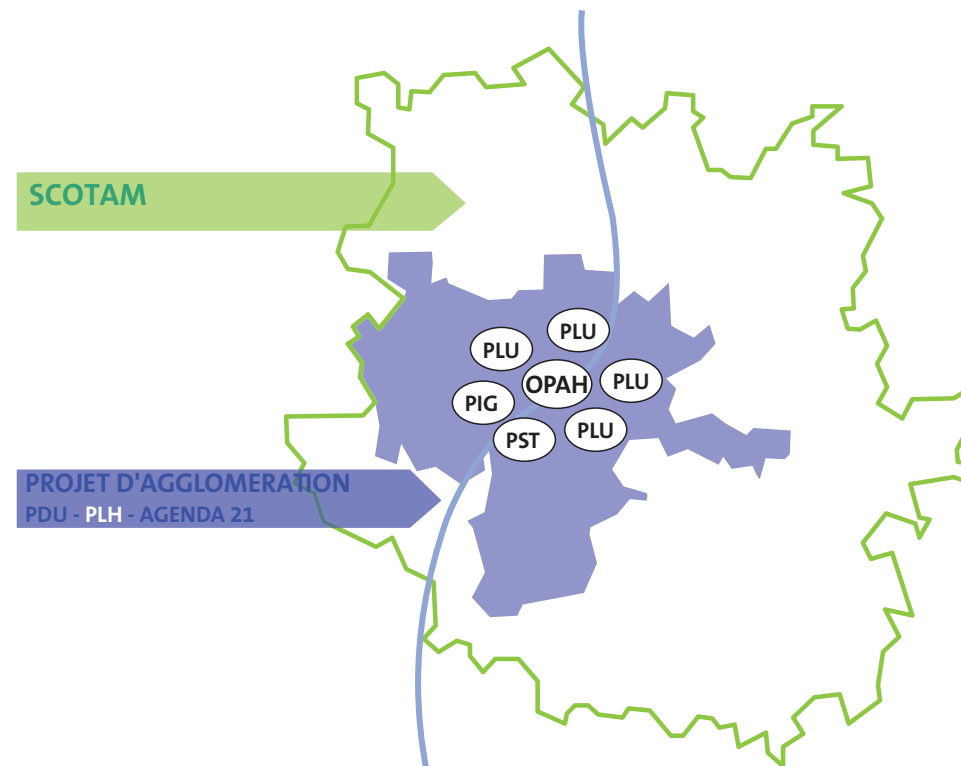 SCOTAM
PLU
PLU
OPAH
PLU
PIG
PLU
PST
PROJET D'AGGLOMERATION
PDU - PLH - AGENDA 21